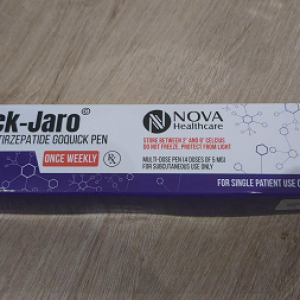 ck-Jaro©
TIRZEPATIDE GOQUICK PEN
ONCE WEEKLY
NOVA
Healthcare
STORE BETWEEN 2° AND 8° CELCIUS
DO NOT FREEZE. PROTECT FROM LIGHT
MULTI-DOSE PEN (4 DOSES OF 5 MG)
FOR SUBCUTANEOUS USE ONLY
FOR SINGLE PATIENT USE